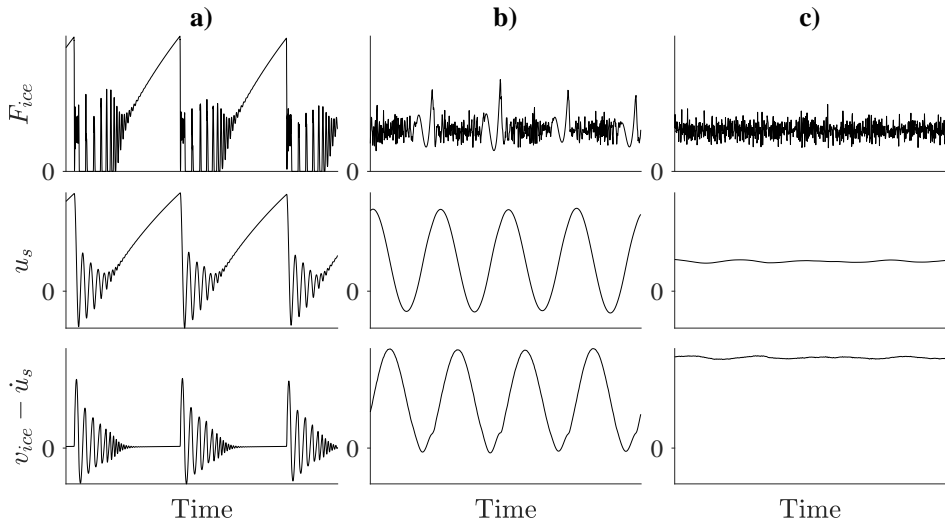 a) b) c)
F_ice
0 0 0
u_s
0 0 0
v_ice − u̇_s
0 0 0
Time Time Time